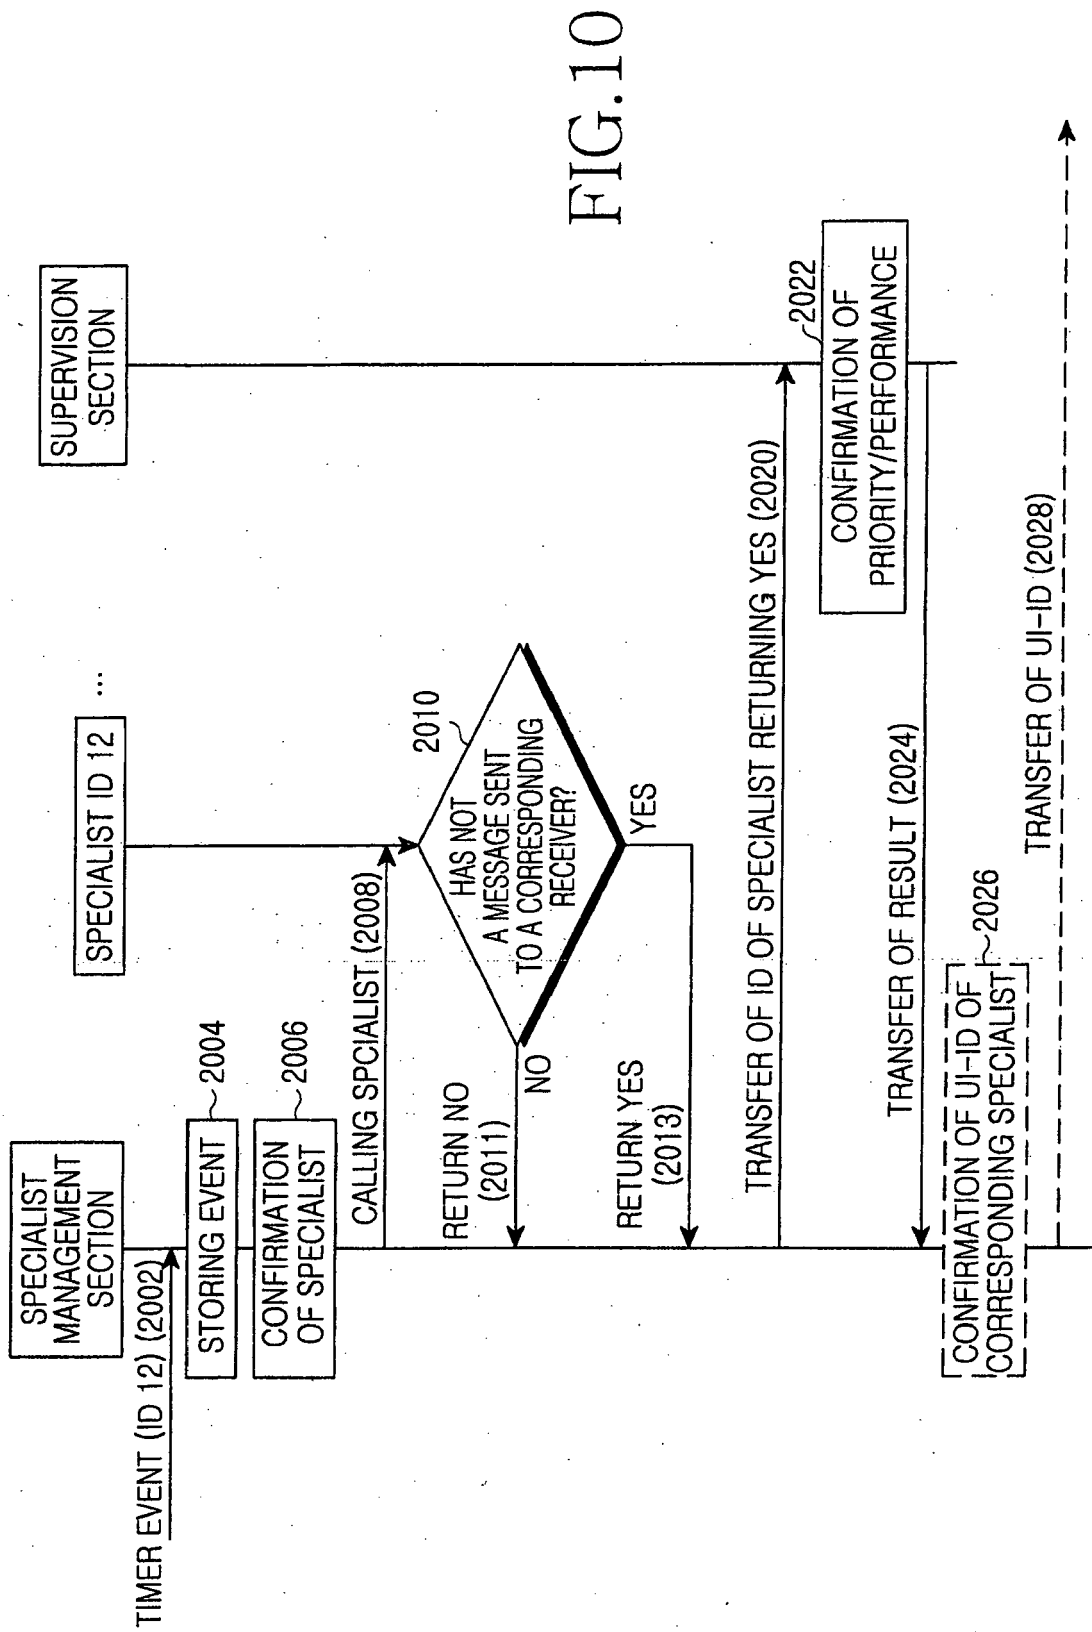 SPECIALIST
MANAGEMENT
SECTION
SPECIALIST ID 12
...
SUPERVISION
SECTION
TIMER EVENT (ID 12) (2002)
STORING EVENT
2004
CONFIRMATION
OF SPECIALIST
2006
CALLING SPCIALIST (2008)
2010
HAS NOT
A MESSAGE SENT
TO A CORRESPONDING
RECEIVER?
RETURN NO
(2011)
NO
YES
RETURN YES
(2013)
TRANSFER OF ID OF SPECIALIST RETURNING YES (2020)
2022
CONFIRMATION OF
PRIORITY/PERFORMANCE
TRANSFER OF RESULT (2024)
CONFIRMATION OF UI-ID OF
CORRESPONDING SPECIALIST
2026
TRANSFER OF UI-ID (2028)
FIG.10